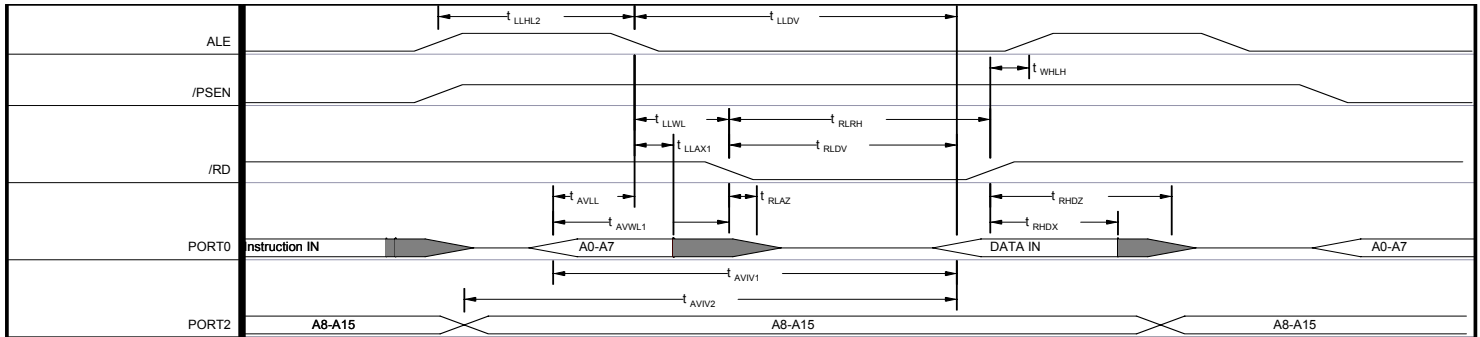 t LLHL2
t LLDV
ALE
t WHLH
/PSEN
t LLWL
t RLRH
t LLAX1
t RLDV
/RD
t AVLL
t RLAZ
t RHDZ
t AVWL1
t RHDX
PORT0
Instruction IN
A0-A7
DATA IN
A0-A7
t AVIV1
t AVIV2
PORT2
A8-A15
A8-A15
A8-A15